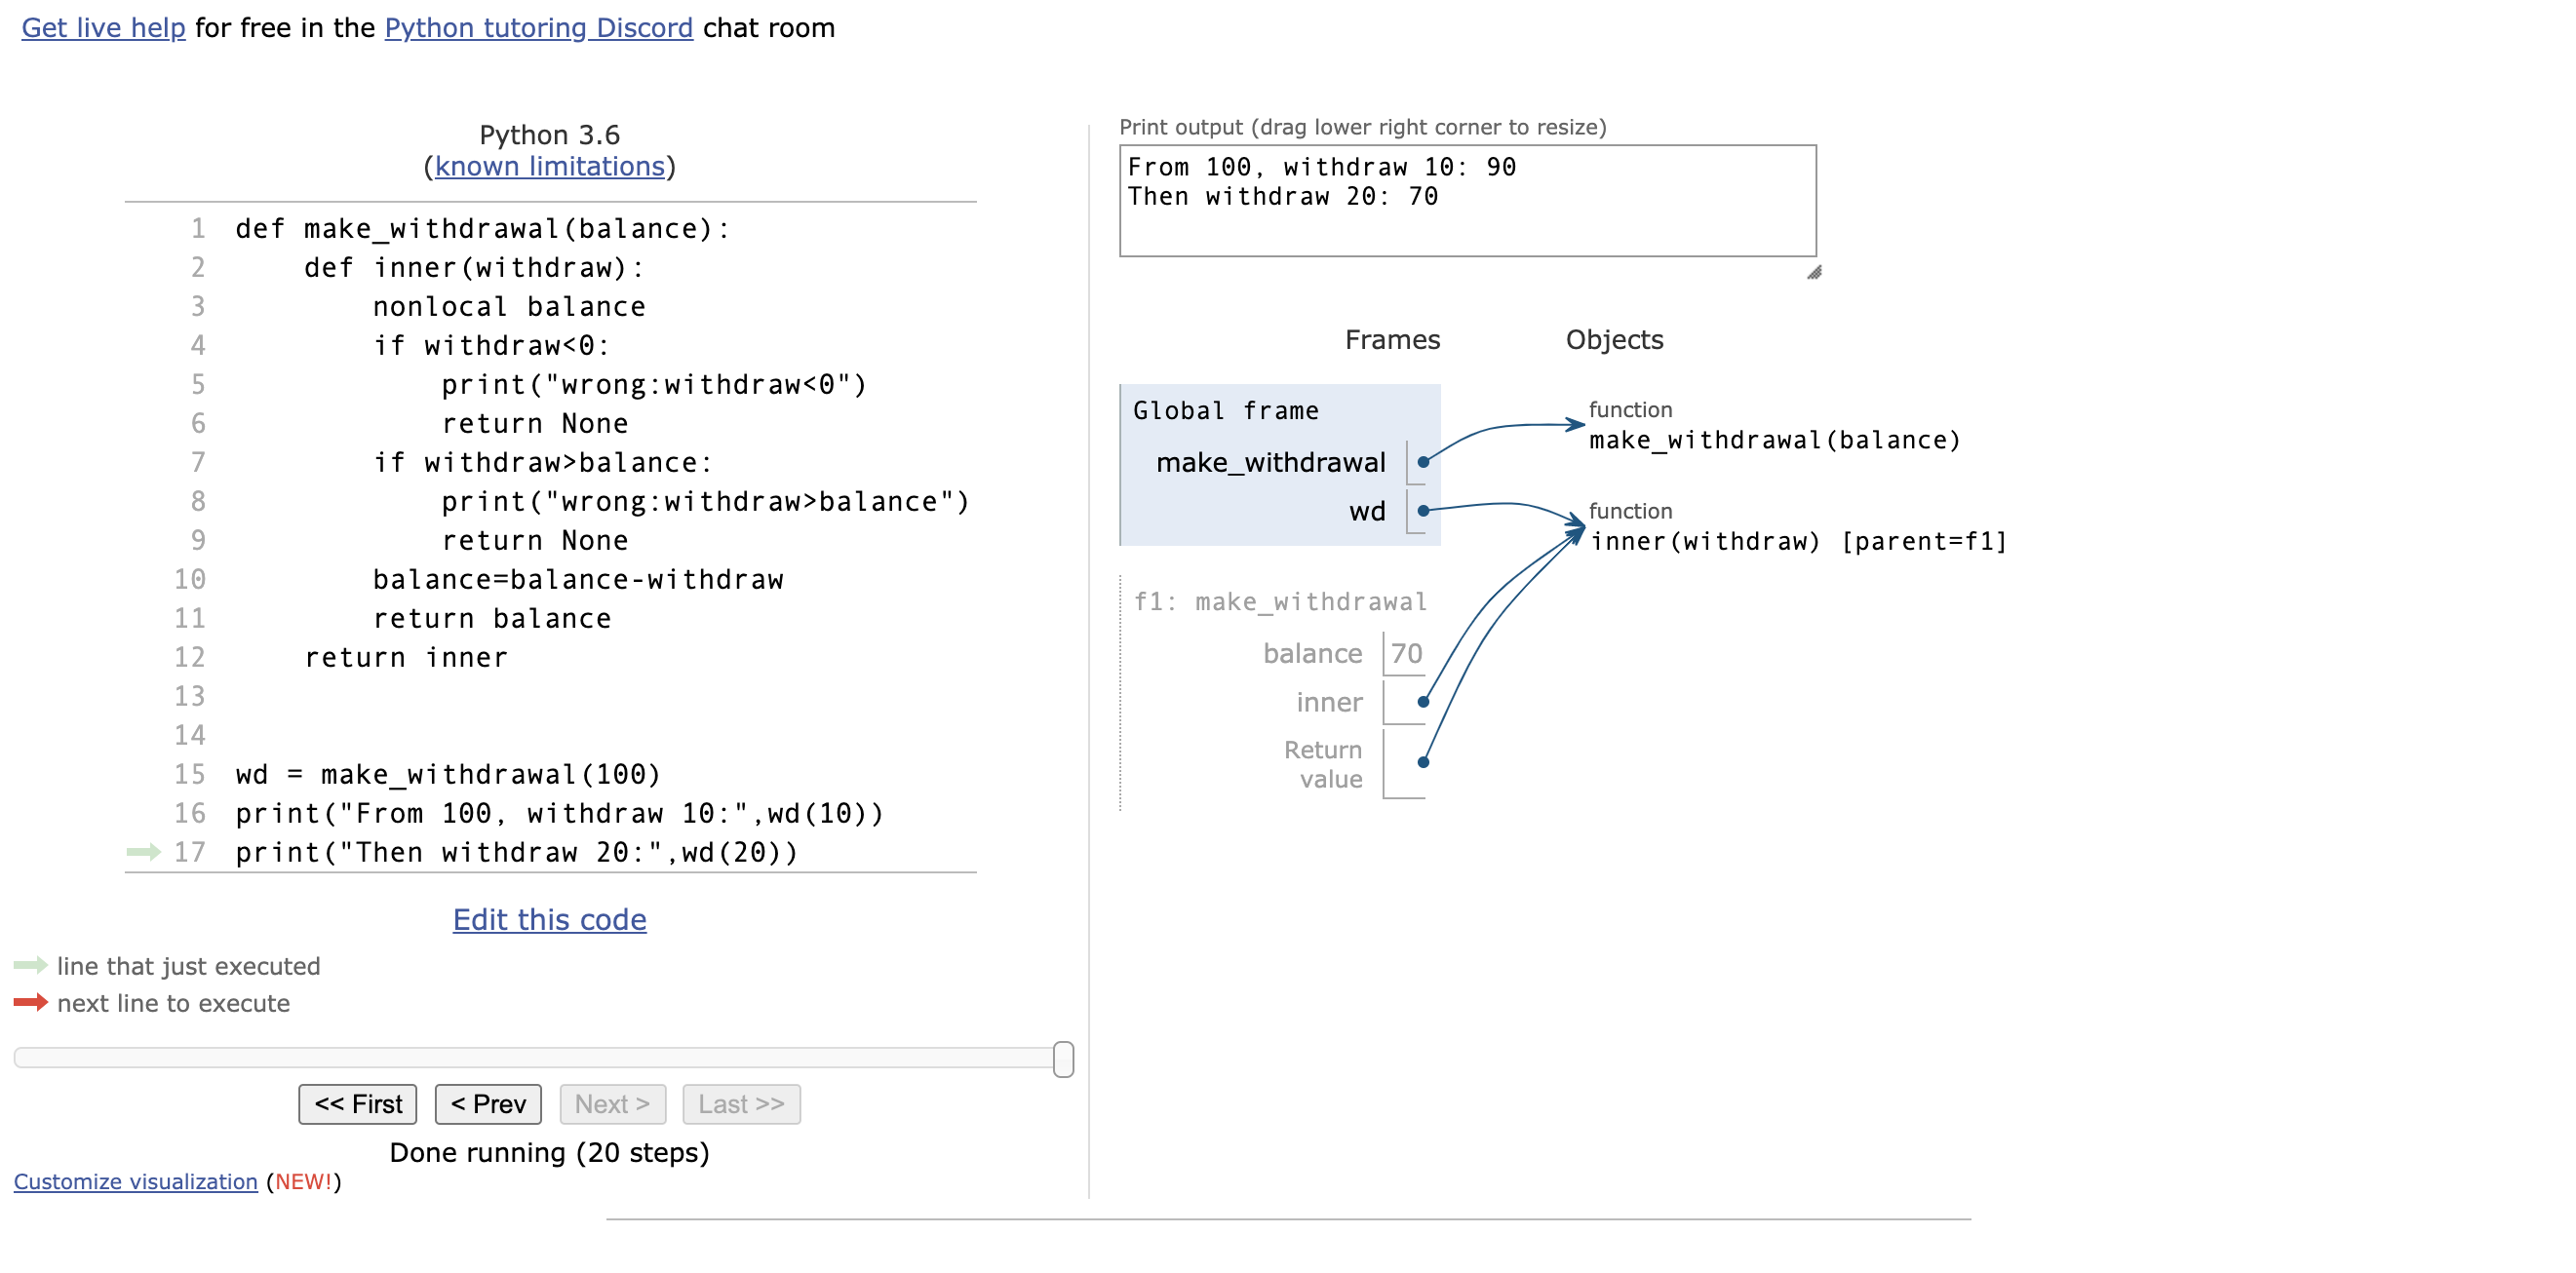 Get live help for free in the Python tutoring Discord chat room
Python 3.6
(known limitations)
1 def make_withdrawal(balance):
2     def inner(withdraw):
3         nonlocal balance
4         if withdraw<0:
5             print("wrong:withdraw<0")
6             return None
7         if withdraw>balance:
8             print("wrong:withdraw>balance")
9             return None
10         balance=balance-withdraw
11         return balance
12     return inner
13
14
15 wd = make_withdrawal(100)
16 print("From 100, withdraw 10:",wd(10))
17 print("Then withdraw 20:",wd(20))
Edit this code
line that just executed
next line to execute
<< First < Prev Next > Last >>
Done running (20 steps)
Customize visualization (NEW!)
Print output (drag lower right corner to resize)
From 100, withdraw 10: 90
Then withdraw 20: 70
Frames Objects
Global frame
make_withdrawal
wd
function
make_withdrawal(balance)
function
inner(withdraw) [parent=f1]
f1: make_withdrawal
balance 70
inner
Return
value